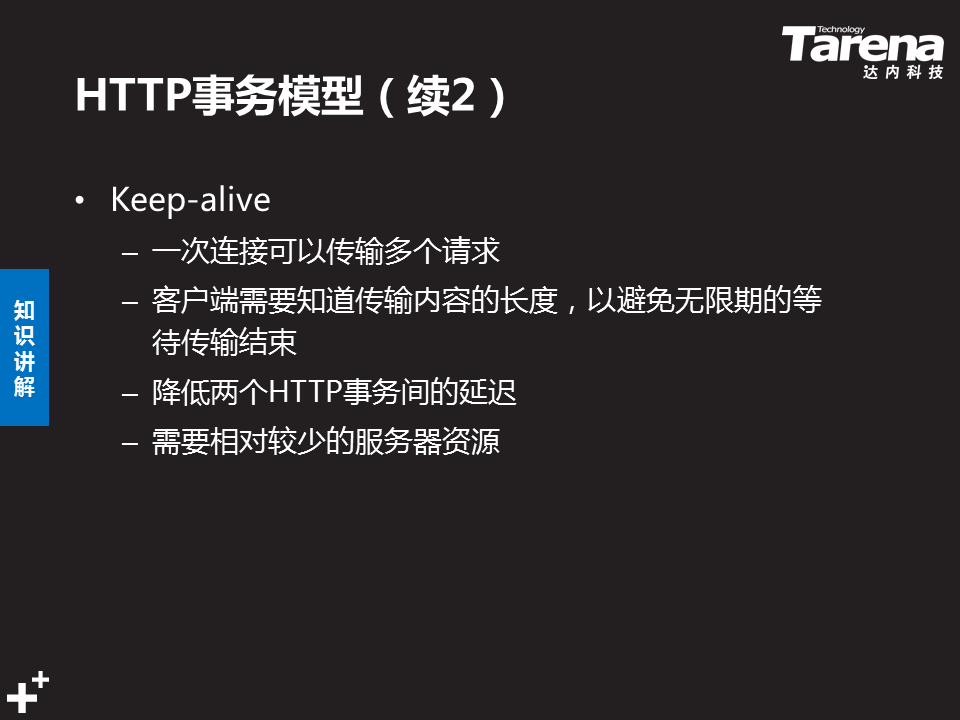 Technology
Tarena
达内科技
HTTP事务模型（续2）
• Keep-alive
– 一次连接可以传输多个请求
– 客户端需要知道传输内容的长度，以避免无限期的等
待传输结束
– 降低两个HTTP事务间的延迟
– 需要相对较少的服务器资源
知
识
讲
解